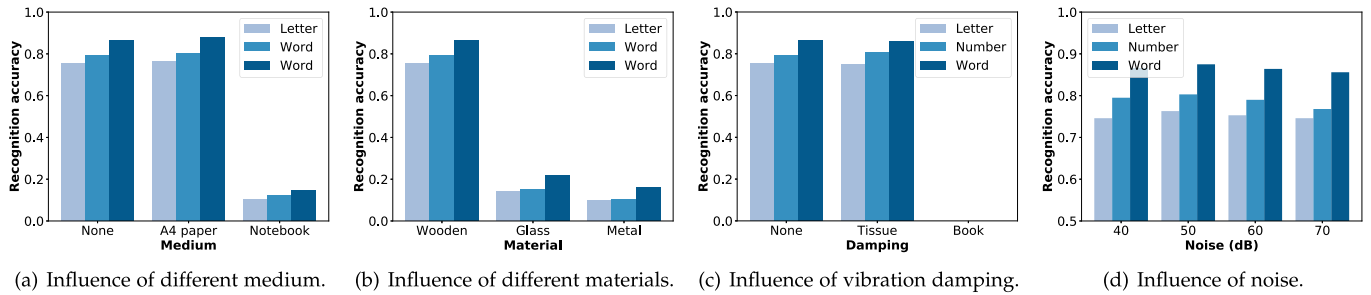 1.0
0.8
0.6
0.4
0.2
0.0
Recognition accuracy
Letter
Word
Word
None A4 paper Notebook
Medium
(a) Influence of different medium.
1.0
0.8
0.6
0.4
0.2
0.0
Recognition accuracy
Letter
Word
Word
Wooden Glass Metal
Material
(b) Influence of different materials.
1.0
0.8
0.6
0.4
0.2
0.0
Recognition accuracy
Letter
Number
Word
None Tissue Book
Damping
(c) Influence of vibration damping.
1.0
0.9
0.8
0.7
0.6
0.5
Recognition accuracy
Letter
Number
Word
40 50 60 70
Noise (dB)
(d) Influence of noise.